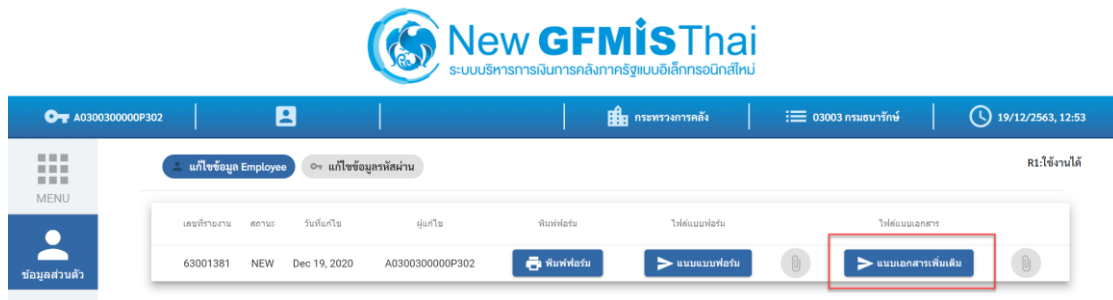 New GFMIS Thai
ระบบบริหารการเงินการคลังภาครัฐแบบอิเล็กทรอนิกส์ใหม่
A0300300000P302 กระทรวงการคลัง 03003 กรมธนารักษ์ 19/12/2563, 12:53
แก้ไขข้อมูล Employee แก้ไขข้อมูลรหัสผ่าน R1:ใช้งานได้
MENU
เลขที่รายงาน สถานะ วันที่แก้ไข ผู้แก้ไข พิมพ์ฟอร์ม ไฟล์แนบฟอร์ม ไฟล์แนบเอกสาร
63001381 NEW Dec 19, 2020 A0300300000P302 พิมพ์ฟอร์ม แนบแบบฟอร์ม แนบเอกสารเพิ่มเติม
ข้อมูลส่วนตัว